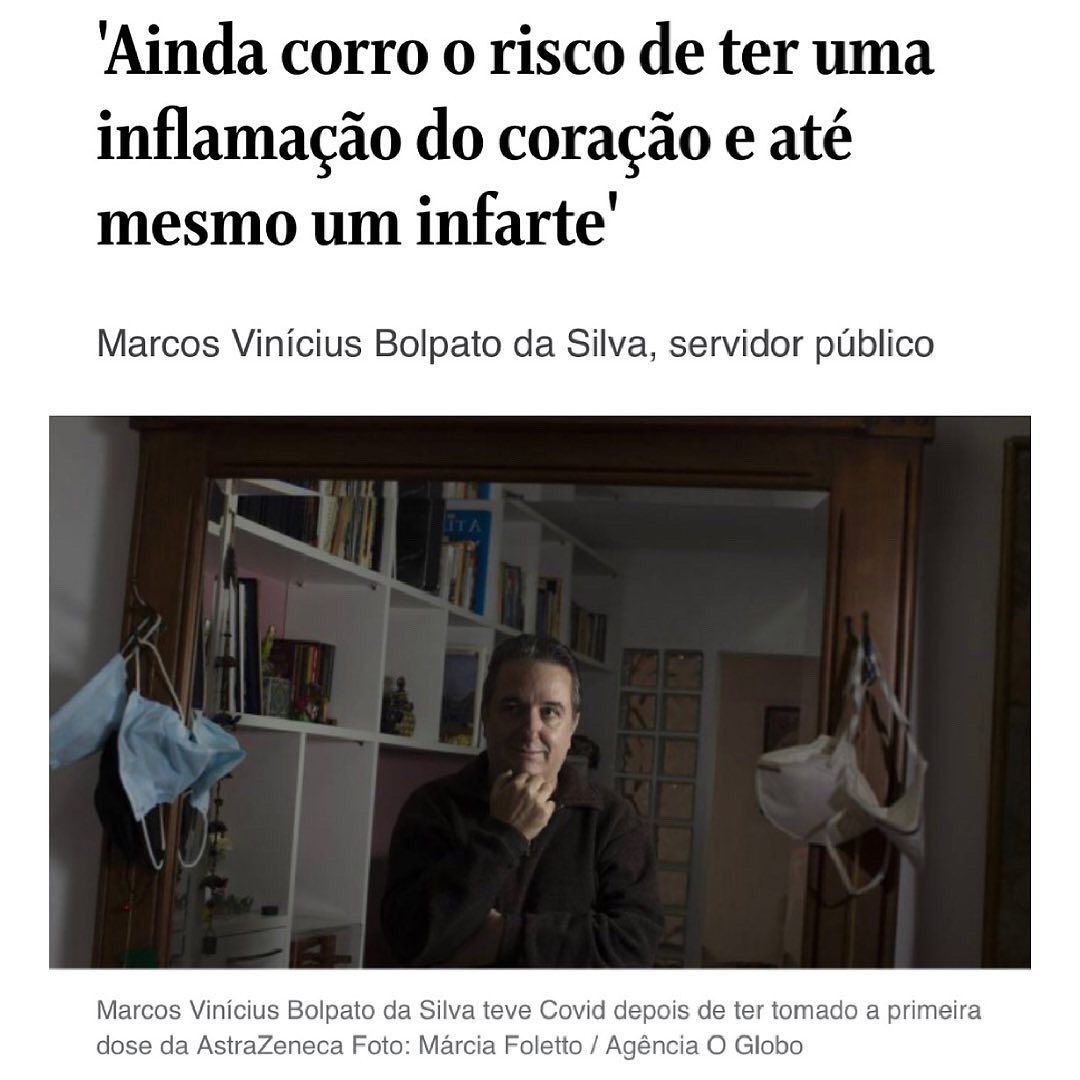 'Ainda corro o risco de ter uma
inflamação do coração e até
mesmo um infarte'
Marcos Vinícius Bolpato da Silva, servidor público
Marcos Vinícius Bolpato da Silva teve Covid depois de ter tomado a primeira
dose da AstraZeneca Foto: Márcia Foletto / Agência O Globo